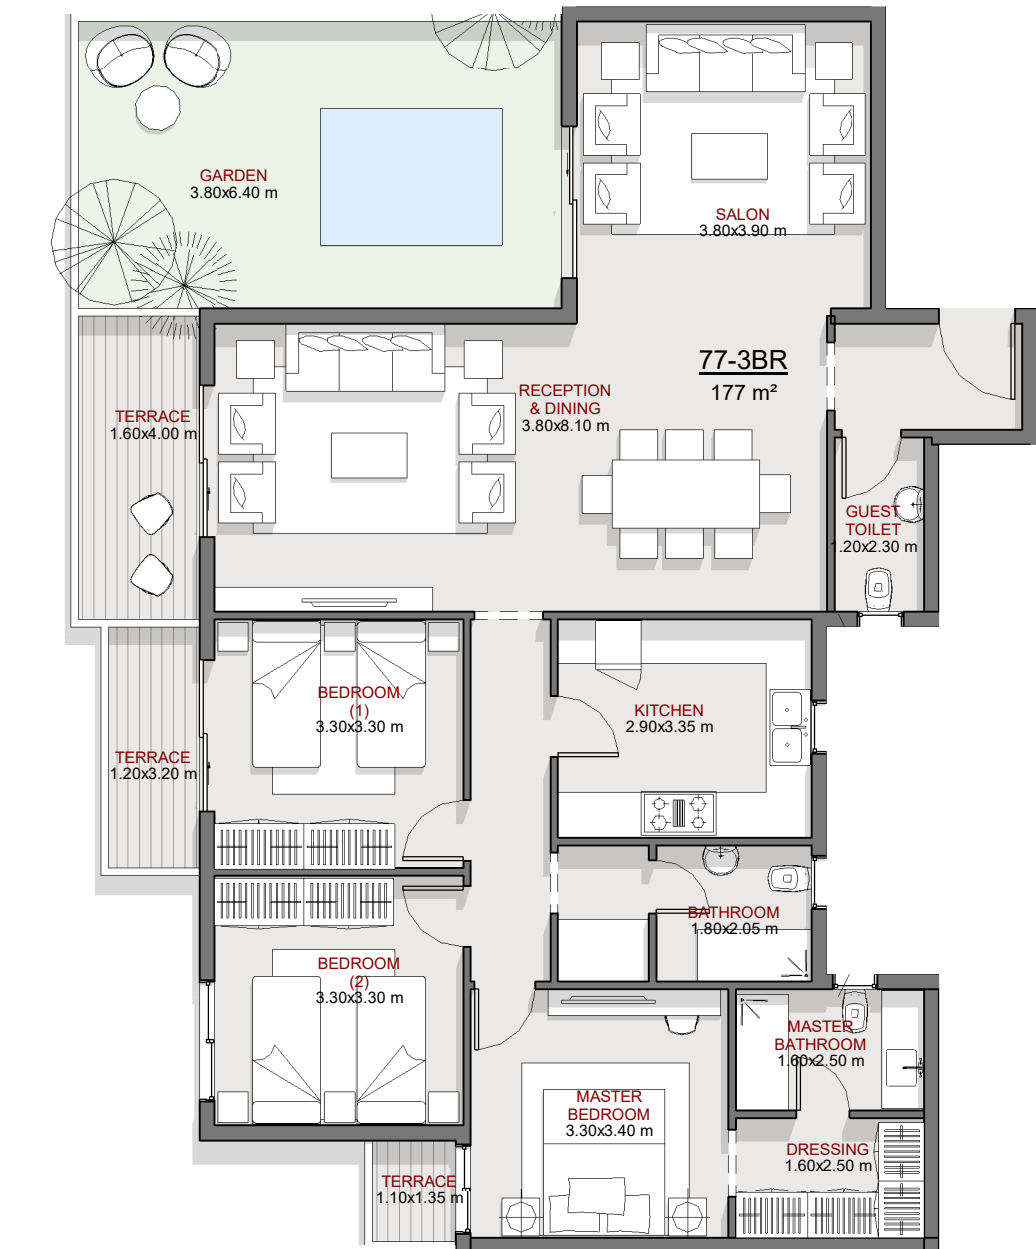 GARDEN
3.80x6.40 m
SALON
3.80x3.90 m
77-3BR
177 m²
RECEPTION
& DINING
3.80x8.10 m
TERRACE
1.60x4.00 m
GUEST
TOILET
1.20x2.30 m
BEDROOM
(1)
3.30x3.30 m
KITCHEN
2.90x3.35 m
TERRACE
1.20x3.20 m
BATHROOM
1.80x2.05 m
BEDROOM
(2)
3.30x3.30 m
MASTER
BATHROOM
1.60x2.50 m
MASTER
BEDROOM
3.30x3.40 m
DRESSING
1.60x2.50 m
TERRACE
1.10x1.35 m